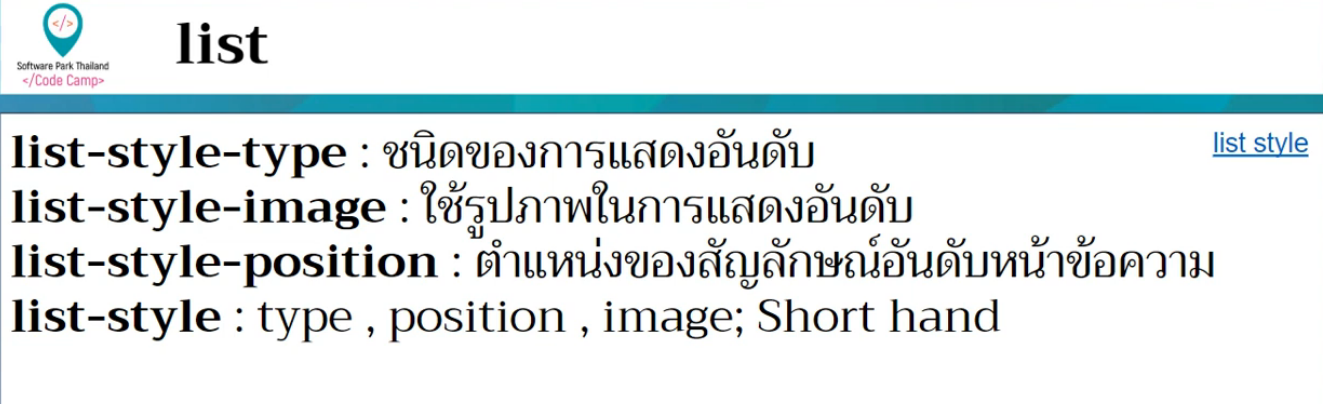 </>
Software Park Thailand
</Code Camp>
list
list-style-type : ชนิดของการแสดงอันดับ
list style
list-style-image : ใช้รูปภาพในการแสดงอันดับ
list-style-position : ตำแหน่งของสัญลักษณ์อันดับหน้าข้อความ
list-style : type , position , image; Short hand